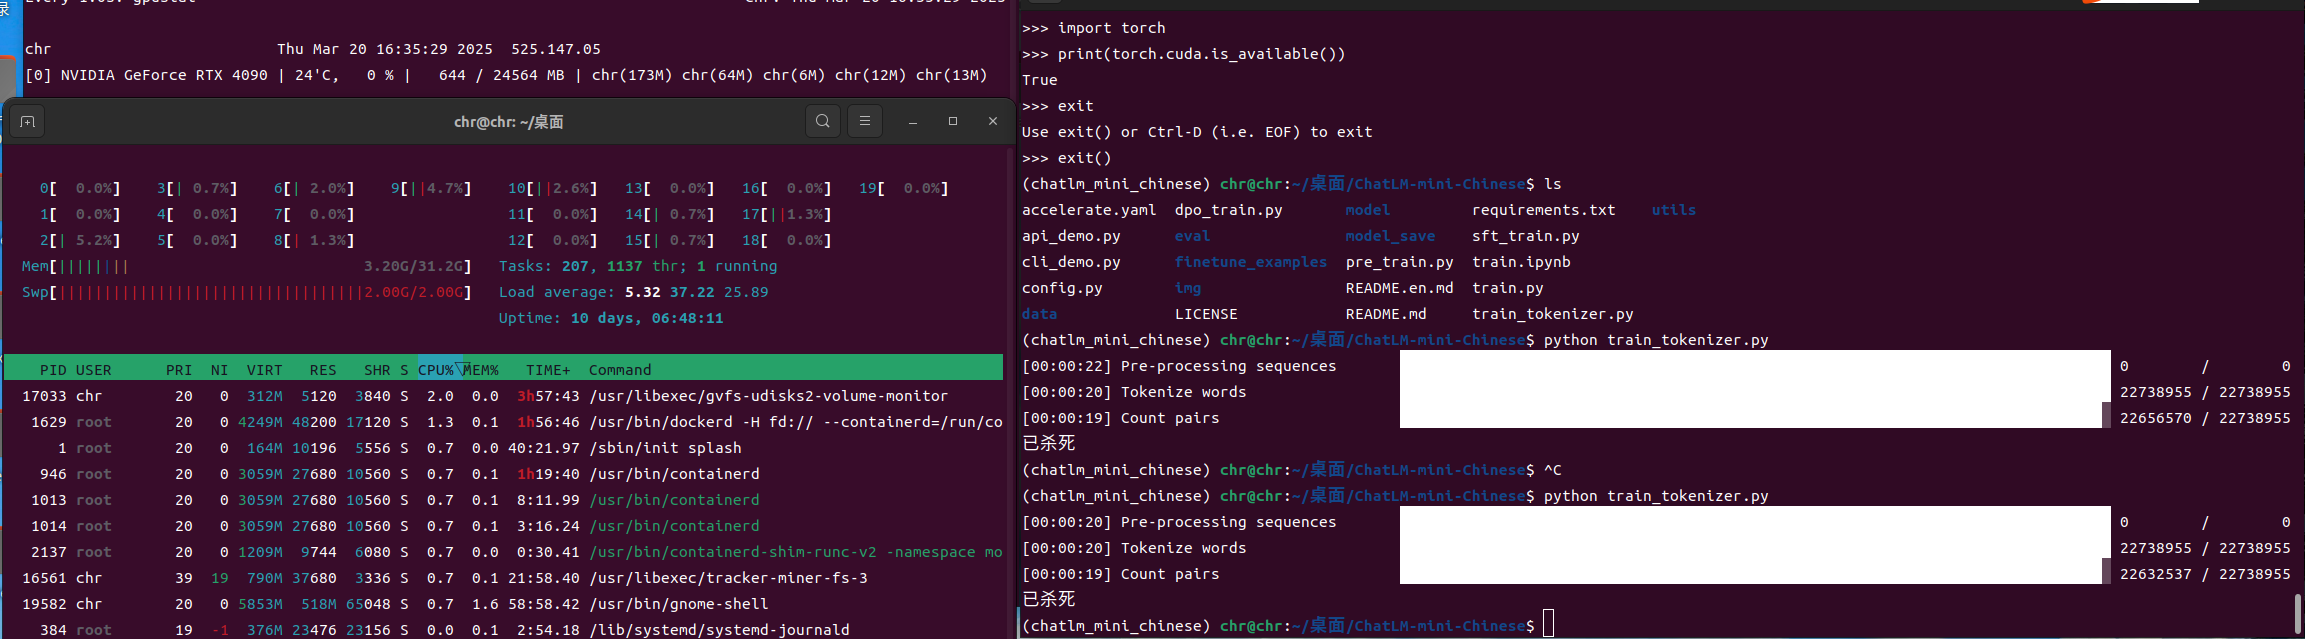 chr Thu Mar 20 16:35:29 2025 525.147.05
[0] NVIDIA GeForce RTX 4090 | 24'C, 0 % | 644 / 24564 MB | chr(173M) chr(64M) chr(6M) chr(12M) chr(13M)
chr@chr: ~/桌面
0[ 0.0%] 3[| 0.7%] 6[| 2.0%] 9[||4.7%] 10[||2.6%] 13[ 0.0%] 16[ 0.0%] 19[ 0.0%]
1[ 0.0%] 4[ 0.0%] 7[ 0.0%] 11[ 0.0%] 14[| 0.7%] 17[||1.3%]
2[| 5.2%] 5[ 0.0%] 8[| 1.3%] 12[ 0.0%] 15[| 0.7%] 18[ 0.0%]
Mem[|||||||| 3.20G/31.2G] Tasks: 207, 1137 thr; 1 running
Swp[||||||||||||||||||||||||||||||||||2.00G/2.00G] Load average: 5.32 37.22 25.89
Uptime: 10 days, 06:48:11
PID USER PRI NI VIRT RES SHR S CPU%▽MEM% TIME+ Command
17033 chr 20 0 312M 5120 3840 S 2.0 0.0 3h57:43 /usr/libexec/gvfs-udisks2-volume-monitor
1629 root 20 0 4249M 48200 17120 S 1.3 0.1 1h56:46 /usr/bin/dockerd -H fd:// --containerd=/run/co
1 root 20 0 164M 10196 5556 S 0.7 0.0 40:21.97 /sbin/init splash
946 root 20 0 3059M 27680 10560 S 0.7 0.1 1h19:40 /usr/bin/containerd
1013 root 20 0 3059M 27680 10560 S 0.7 0.1 8:11.99 /usr/bin/containerd
1014 root 20 0 3059M 27680 10560 S 0.7 0.1 3:16.24 /usr/bin/containerd
2137 root 20 0 1209M 9744 6080 S 0.7 0.0 0:30.41 /usr/bin/containerd-shim-runc-v2 -namespace mo
16561 chr 39 19 790M 37680 3336 S 0.7 0.1 21:58.40 /usr/libexec/tracker-miner-fs-3
19582 chr 20 0 5853M 518M 65048 S 0.7 1.6 58:58.42 /usr/bin/gnome-shell
384 root 19 -1 376M 23476 23156 S 0.0 0.1 2:54.18 /lib/systemd/systemd-journald
>>> import torch
>>> print(torch.cuda.is_available())
True
>>> exit
Use exit() or Ctrl-D (i.e. EOF) to exit
>>> exit()
(chatlm_mini_chinese) chr@chr:~/桌面/ChatLM-mini-Chinese$ ls
accelerate.yaml dpo_train.py model requirements.txt utils
api_demo.py eval model_save sft_train.py
cli_demo.py finetune_examples pre_train.py train.ipynb
config.py img README.en.md train.py
data LICENSE README.md train_tokenizer.py
(chatlm_mini_chinese) chr@chr:~/桌面/ChatLM-mini-Chinese$ python train_tokenizer.py
[00:00:22] Pre-processing sequences 0 / 0
[00:00:20] Tokenize words 22738955 / 22738955
[00:00:19] Count pairs 22656570 / 22738955
已杀死
(chatlm_mini_chinese) chr@chr:~/桌面/ChatLM-mini-Chinese$ ^C
(chatlm_mini_chinese) chr@chr:~/桌面/ChatLM-mini-Chinese$ python train_tokenizer.py
[00:00:20] Pre-processing sequences 0 / 0
[00:00:20] Tokenize words 22738955 / 22738955
[00:00:19] Count pairs 22632537 / 22738955
已杀死
(chatlm_mini_chinese) chr@chr:~/桌面/ChatLM-mini-Chinese$